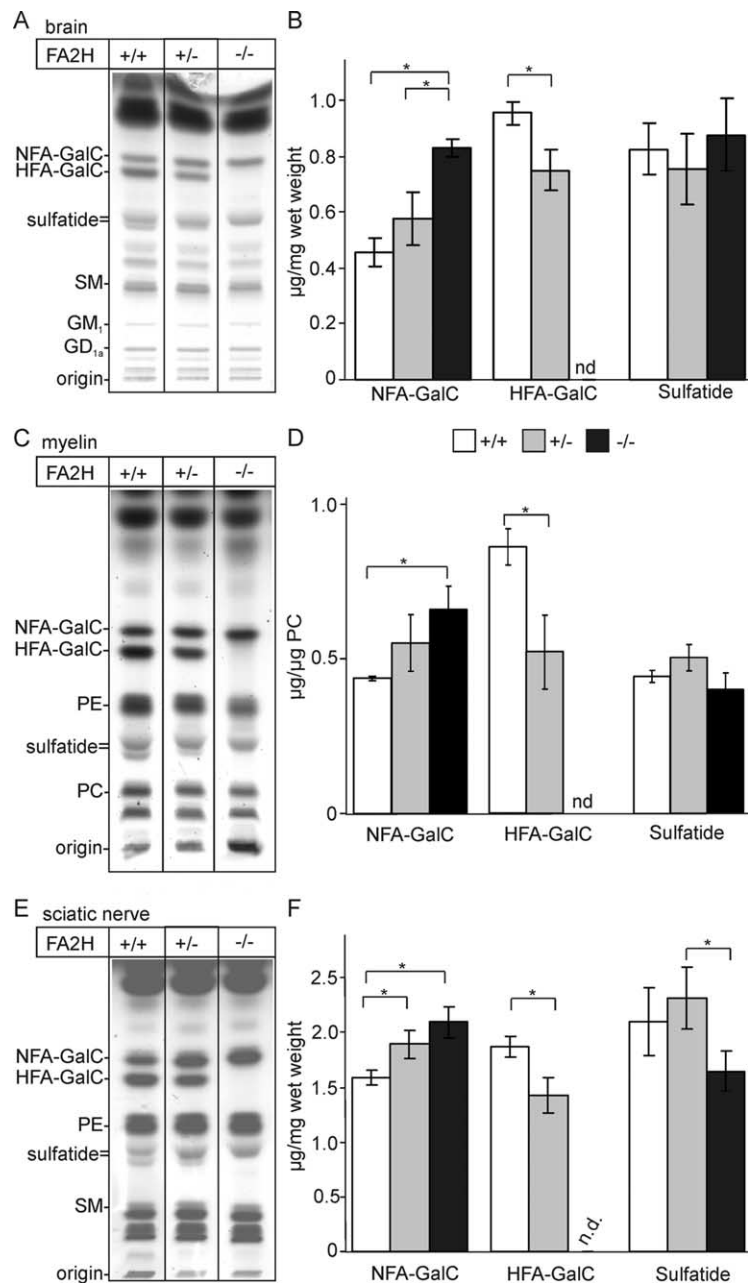 A brain
FA2H +/+ +/- -/-
NFA-GalC
HFA-GalC
sulfatide=
SM
GM1
GD1a
origin
B
* *
*
1.0
0.8
0.6
0.4
0.2
0
µg/mg wet weight
nd
NFA-GalC HFA-GalC Sulfatide
C myelin
FA2H +/+ +/- -/-
NFA-GalC
HFA-GalC
PE
sulfatide=
PC
origin
D
+/+ +/- -/-
*
*
1.0
0.5
0
µg/µg PC
nd
NFA-GalC HFA-GalC Sulfatide
E sciatic nerve
FA2H +/+ +/- -/-
NFA-GalC
HFA-GalC
PE
sulfatide=
SM
origin
F
*
* * *
2.5
2.0
1.5
1.0
0.5
0
µg/mg wet weight
n.d.
NFA-GalC HFA-GalC Sulfatide